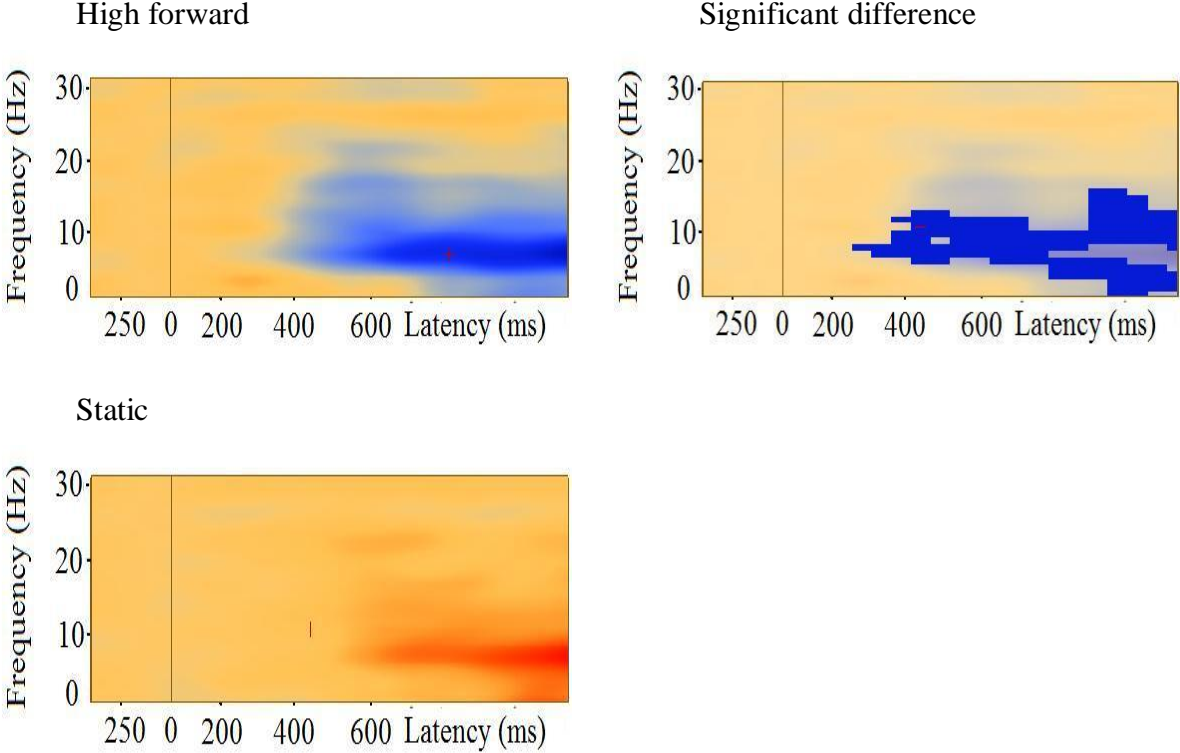 High forward
Significant difference
Frequency (Hz)
30
20
10
0
250 0 200 400 600 Latency (ms)
Frequency (Hz)
30
20
10
0
250 0 200 400 600 Latency (ms)
Static
Frequency (Hz)
30
20
10
0
250 0 200 400 600 Latency (ms)